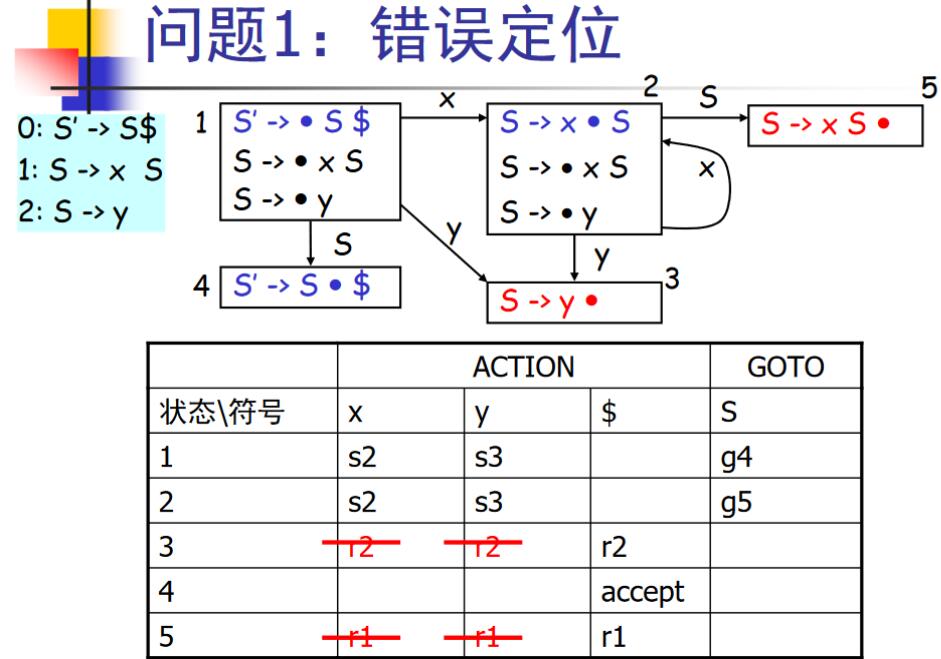 问题1：错误定位
0: S' -> S$
1: S -> x S
2: S -> y
1
S' -> • S $
S -> • x S
S -> • y
x
2
S -> x • S
S -> • x S
S -> • y
S
5
S -> x S •
x
y
S
y
4
S' -> S • $
3
S -> y •
ACTION GOTO
状态\符号 x y $ S
1 s2 s3 g4
2 s2 s3 g5
3 r2 r2 r2
4 accept
5 r1 r1 r1